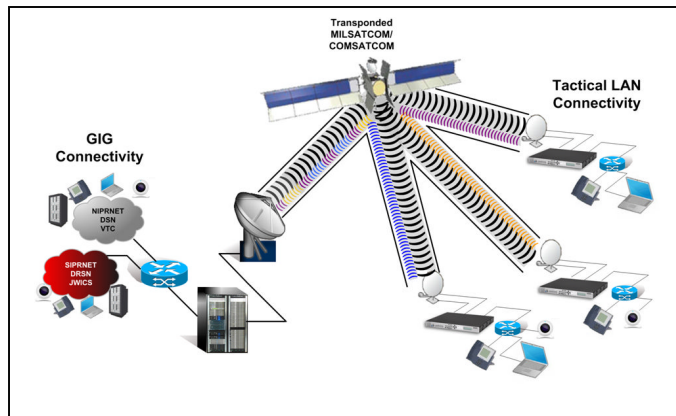 Transponded
MILSATCOM/
COMSATCOM
Tactical LAN
Connectivity
GIG
Connectivity
NIPRNET
DSN
VTC
SIPRNET
DRSN
JWICS